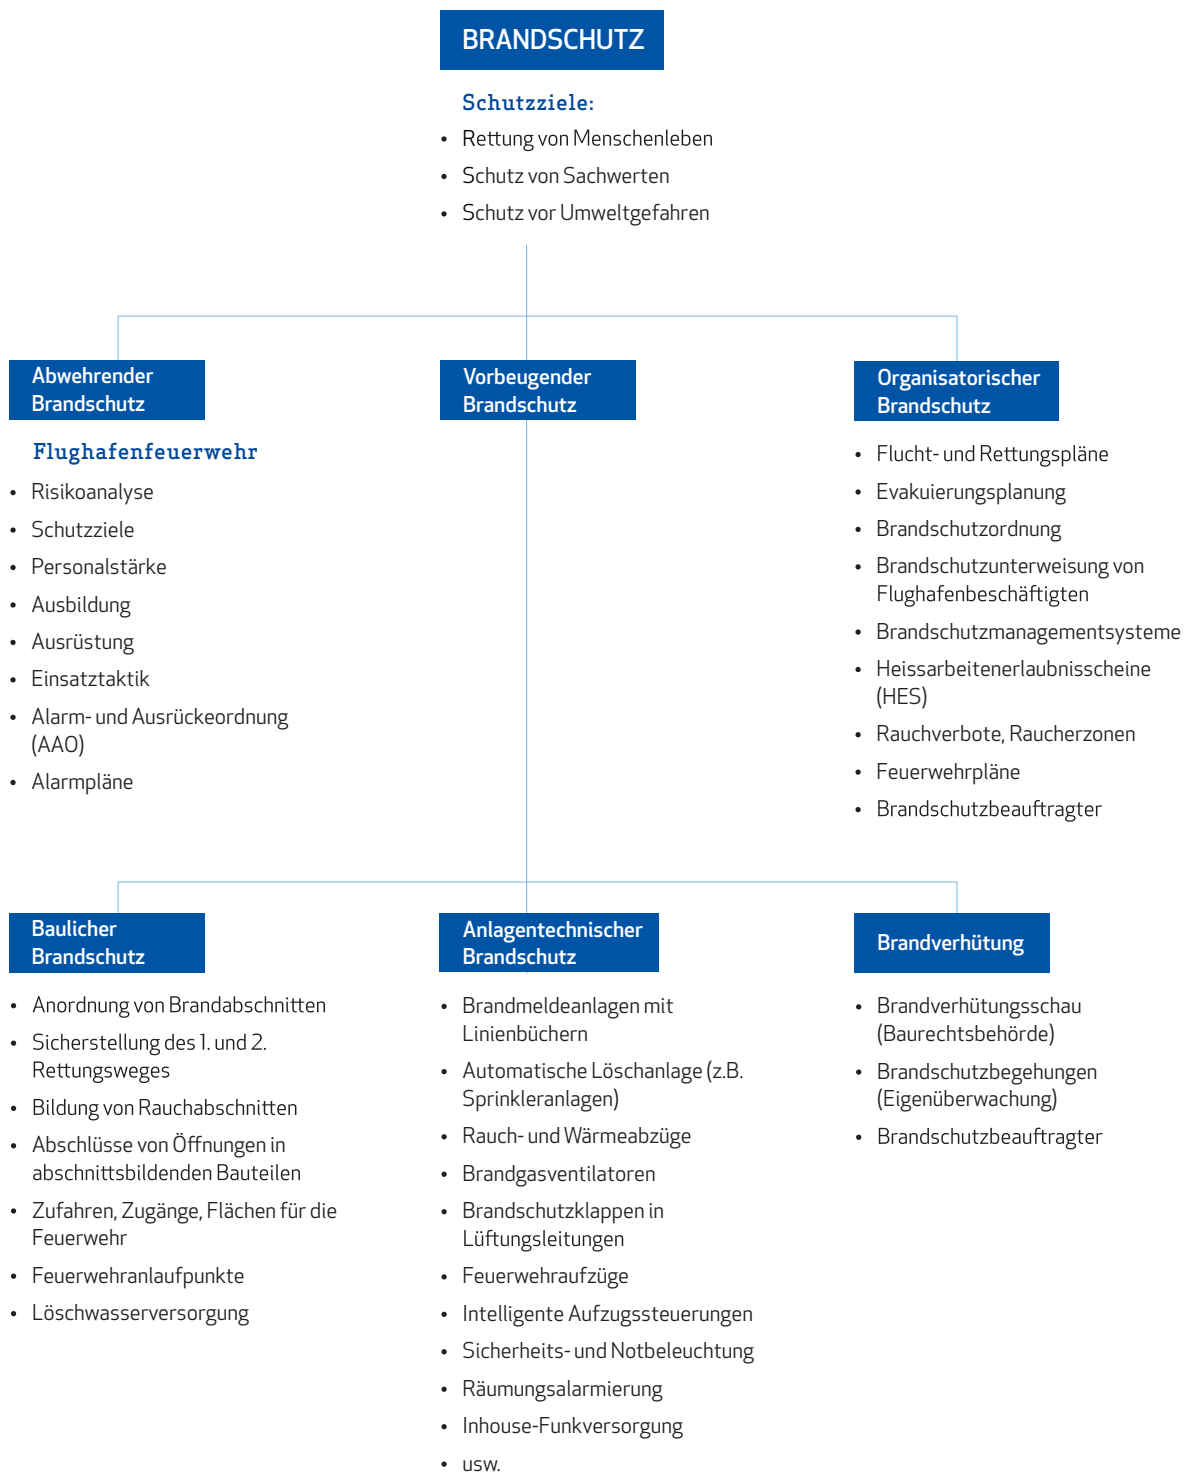 BRANDSCHUTZ
Schutzziele:
• Rettung von Menschenleben
• Schutz von Sachwerten
• Schutz vor Umweltgefahren
Abwehrender
Brandschutz
Flughafenfeuerwehr
• Risikoanalyse
• Schutzziele
• Personalstärke
• Ausbildung
• Ausrüstung
• Einsatztaktik
• Alarm- und Ausrückeordnung
(AAO)
• Alarmpläne
Vorbeugender
Brandschutz
Organisatorischer
Brandschutz
• Flucht- und Rettungspläne
• Evakuierungsplanung
• Brandschutzordnung
• Brandschutzunterweisung von
Flughafenbeschäftigten
• Brandschutzmanagementsysteme
• Heissarbeitenerlaubnisscheine
(HES)
• Rauchverbote, Raucherzonen
• Feuerwehrpläne
• Brandschutzbeauftragter
Baulicher
Brandschutz
• Anordnung von Brandabschnitten
• Sicherstellung des 1. und 2.
Rettungsweges
• Bildung von Rauchabschnitten
• Abschlüsse von Öffnungen in
abschnittsbildenden Bauteilen
• Zufahren, Zugänge, Flächen für die
Feuerwehr
• Feuerwehranlaufpunkte
• Löschwasserversorgung
Anlagentechnischer
Brandschutz
• Brandmeldeanlagen mit
Linienbüchern
• Automatische Löschanlage (z.B.
Sprinkleranlagen)
• Rauch- und Wärmeabzüge
• Brandgasventilatoren
• Brandschutzklappen in
Lüftungsleitungen
• Feuerwehraufzüge
• Intelligente Aufzugssteuerungen
• Sicherheits- und Notbeleuchtung
• Räumungsalarmierung
• Inhouse-Funkversorgung
• usw.
Brandverhütung
• Brandverhütungsschau
(Baurechtsbehörde)
• Brandschutzbegehungen
(Eigenüberwachung)
• Brandschutzbeauftragter